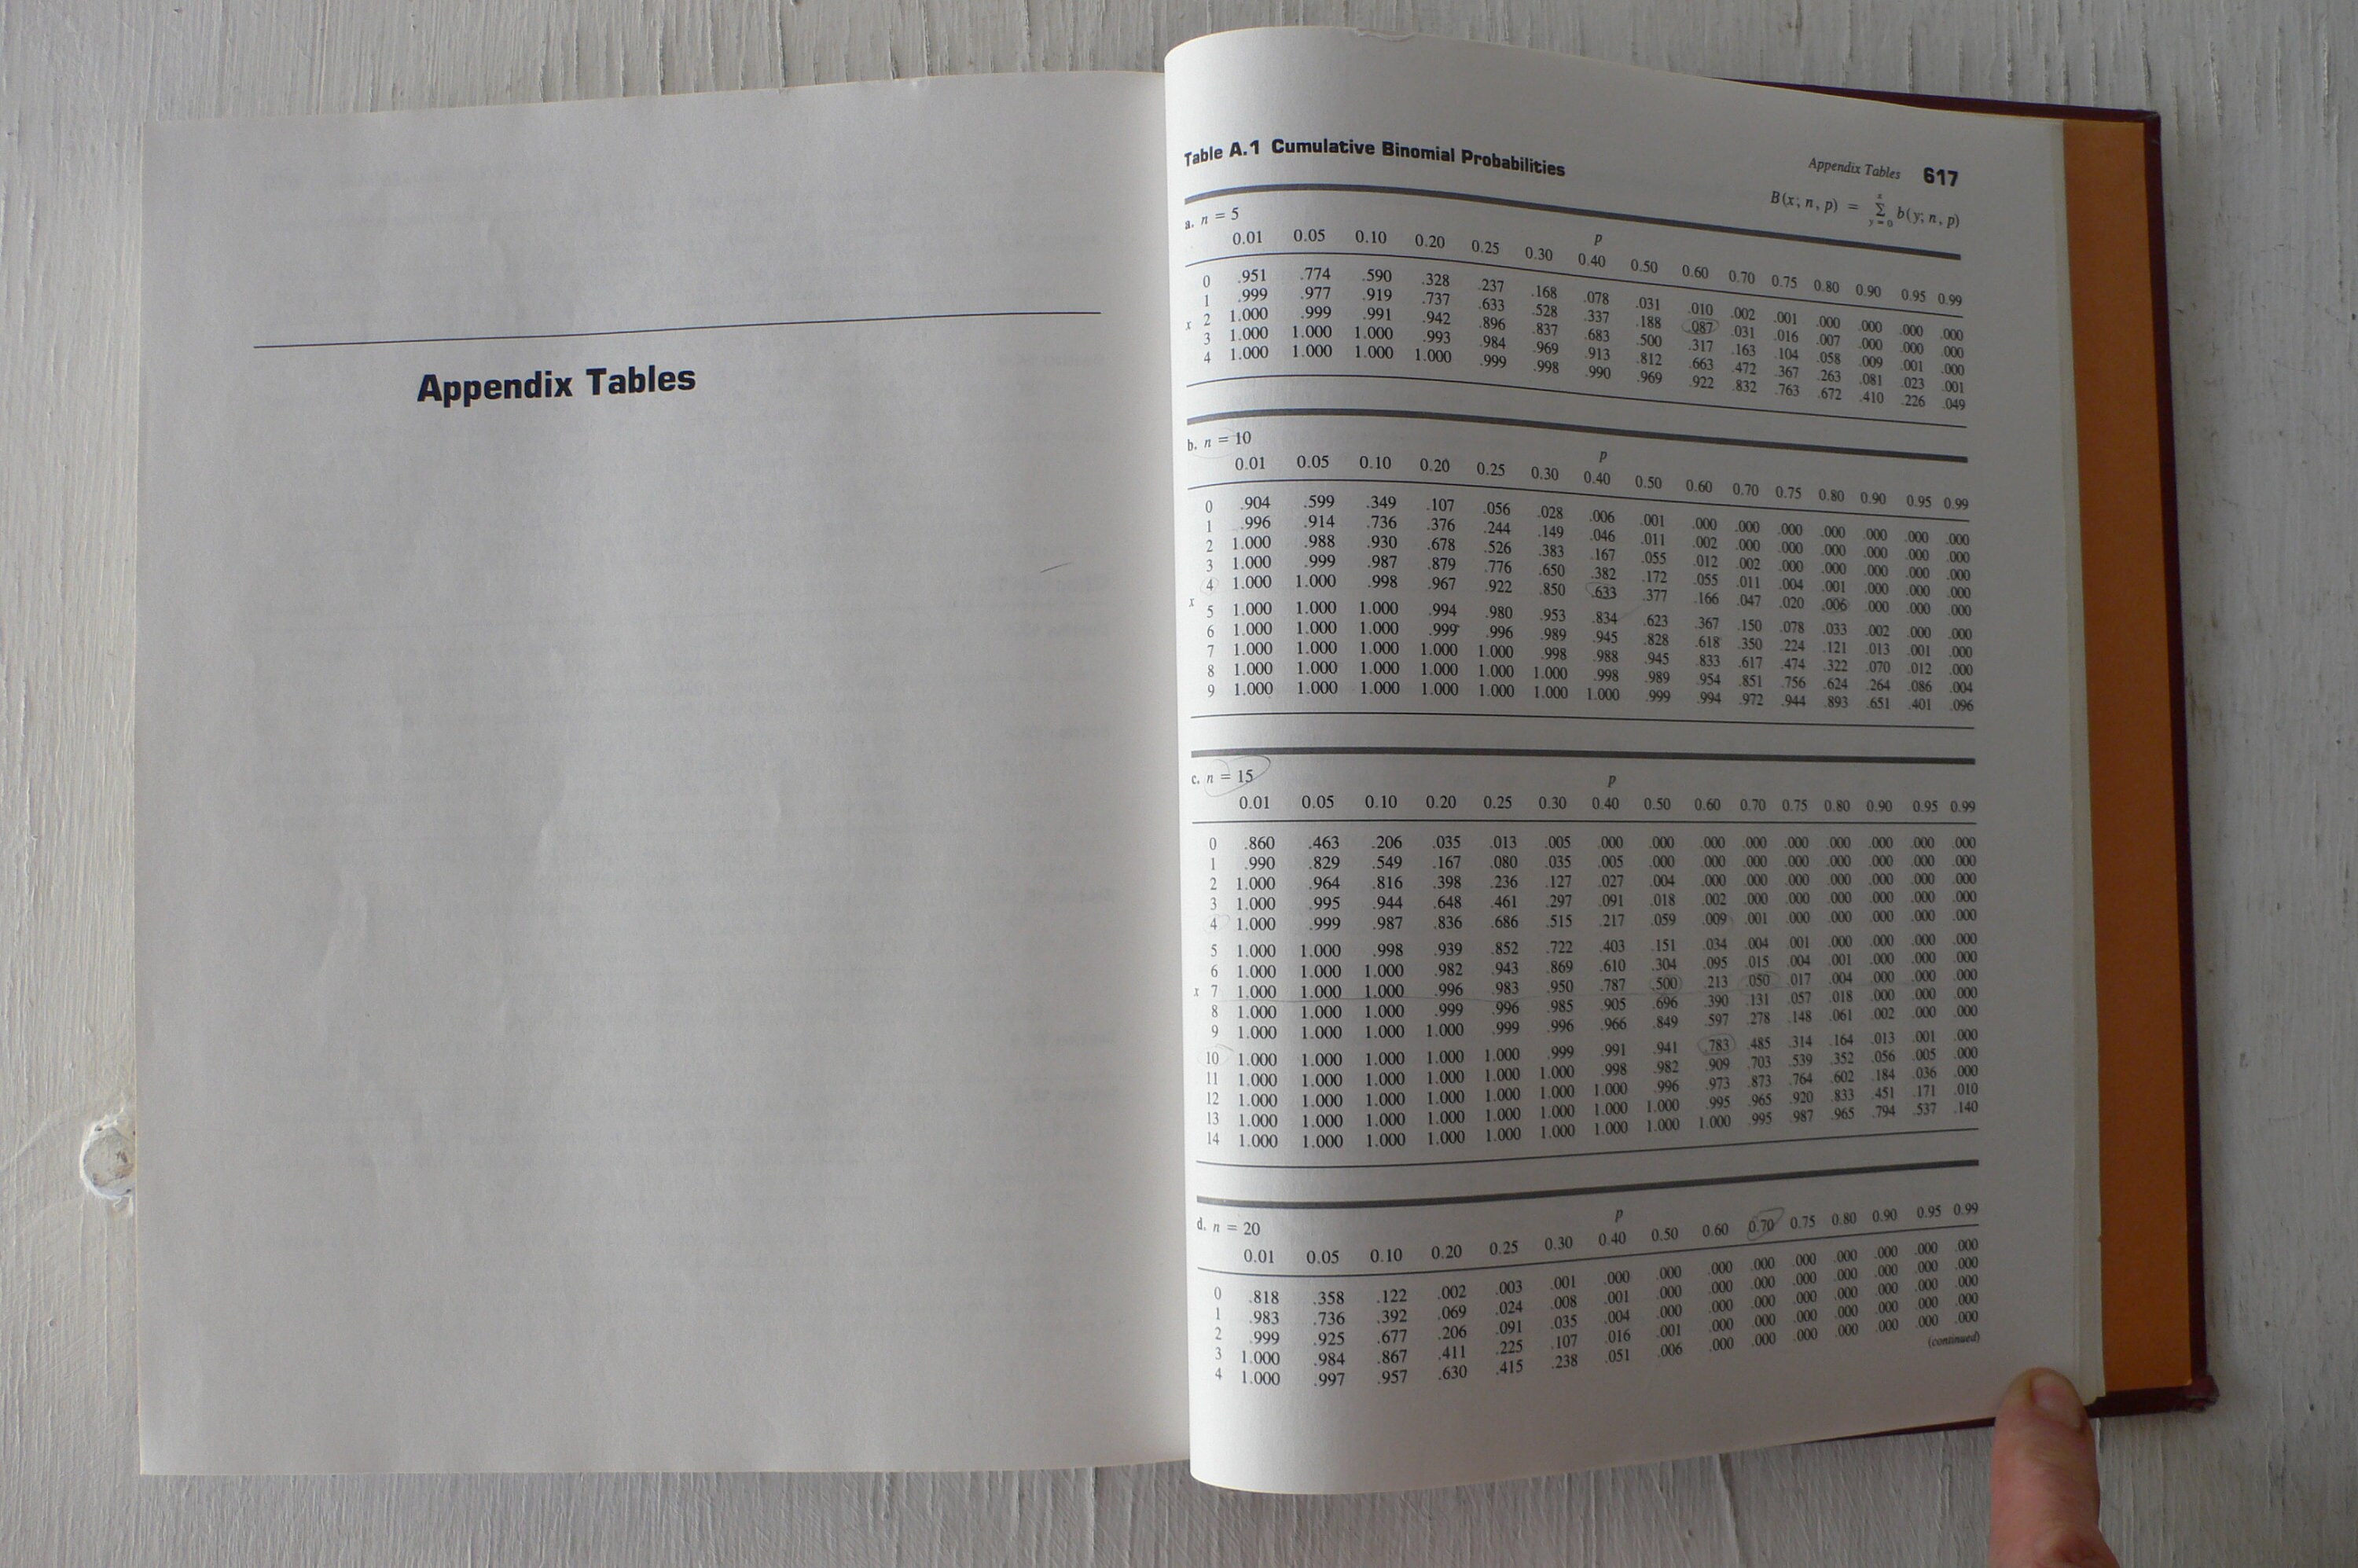 Appendix Tables
Appendix Tables 617
Table A.1 Cumulative Binomial Probabilities
B(x; n, p) = Σ b(y; n, p)
x
y = 0
a. n = 5
p
0.01 0.05 0.10 0.20 0.25 0.30 0.40 0.50 0.60 0.70 0.75 0.80 0.90 0.95 0.99
0 .951 .774 .590 .328 .237 .168 .078 .031 .010 .002 .001 .000 .000 .000 .000
1 .999 .977 .919 .737 .633 .528 .337 .188 .087 .031 .016 .007 .000 .000 .000
x 2 1.000 .999 .991 .942 .896 .837 .683 .500 .317 .163 .104 .058 .009 .001 .000
3 1.000 1.000 1.000 .993 .984 .969 .913 .812 .663 .472 .367 .263 .081 .023 .001
4 1.000 1.000 1.000 1.000 .999 .998 .990 .969 .922 .832 .763 .672 .410 .226 .049
b. n = 10
p
0.01 0.05 0.10 0.20 0.25 0.30 0.40 0.50 0.60 0.70 0.75 0.80 0.90 0.95 0.99
0 .904 .599 .349 .107 .056 .028 .006 .001 .000 .000 .000 .000 .000 .000 .000
1 .996 .914 .736 .376 .244 .149 .046 .011 .002 .000 .000 .000 .000 .000 .000
2 1.000 .988 .930 .678 .526 .383 .167 .055 .012 .002 .000 .000 .000 .000 .000
3 1.000 .999 .987 .879 .776 .650 .382 .172 .055 .011 .004 .001 .000 .000 .000
4 1.000 1.000 .998 .967 .922 .850 .633 .377 .166 .047 .020 .006 .000 .000 .000
x
5 1.000 1.000 1.000 .994 .980 .953 .834 .623 .367 .150 .078 .033 .002 .000 .000
6 1.000 1.000 1.000 .999 .996 .989 .945 .828 .618 .350 .224 .121 .013 .001 .000
7 1.000 1.000 1.000 1.000 1.000 .998 .988 .945 .833 .617 .474 .322 .070 .012 .000
8 1.000 1.000 1.000 1.000 1.000 1.000 .998 .989 .954 .851 .756 .624 .264 .086 .004
9 1.000 1.000 1.000 1.000 1.000 1.000 1.000 .999 .994 .972 .944 .893 .651 .401 .096
c. n = 15
p
0.01 0.05 0.10 0.20 0.25 0.30 0.40 0.50 0.60 0.70 0.75 0.80 0.90 0.95 0.99
0 .860 .463 .206 .035 .013 .005 .000 .000 .000 .000 .000 .000 .000 .000 .000
1 .990 .829 .549 .167 .080 .035 .005 .000 .000 .000 .000 .000 .000 .000 .000
2 1.000 .964 .816 .398 .236 .127 .027 .004 .000 .000 .000 .000 .000 .000 .000
3 1.000 .995 .944 .648 .461 .297 .091 .018 .002 .000 .000 .000 .000 .000 .000
4 1.000 .999 .987 .836 .686 .515 .217 .059 .009 .001 .000 .000 .000 .000 .000
5 1.000 1.000 .998 .939 .852 .722 .403 .151 .034 .004 .001 .000 .000 .000 .000
6 1.000 1.000 1.000 .982 .943 .869 .610 .304 .095 .015 .004 .001 .000 .000 .000
x 7 1.000 1.000 1.000 .996 .983 .950 .787 .500 .213 .050 .017 .004 .000 .000 .000
8 1.000 1.000 1.000 .999 .996 .985 .905 .696 .390 .131 .057 .018 .000 .000 .000
9 1.000 1.000 1.000 1.000 .999 .996 .966 .849 .597 .278 .148 .061 .002 .000 .000
10 1.000 1.000 1.000 1.000 1.000 .999 .991 .941 .783 .485 .314 .164 .013 .001 .000
11 1.000 1.000 1.000 1.000 1.000 1.000 .998 .982 .909 .703 .539 .352 .056 .005 .000
12 1.000 1.000 1.000 1.000 1.000 1.000 1.000 .996 .973 .873 .764 .602 .184 .036 .000
13 1.000 1.000 1.000 1.000 1.000 1.000 1.000 1.000 .995 .965 .920 .833 .451 .171 .010
14 1.000 1.000 1.000 1.000 1.000 1.000 1.000 1.000 1.000 .995 .987 .965 .794 .537 .140
d. n = 20
p
0.01 0.05 0.10 0.20 0.25 0.30 0.40 0.50 0.60 0.70 0.75 0.80 0.90 0.95 0.99
0 .818 .358 .122 .002 .003 .001 .000 .000 .000 .000 .000 .000 .000 .000 .000
1 .983 .736 .392 .069 .024 .008 .001 .000 .000 .000 .000 .000 .000 .000 .000
2 .999 .925 .677 .206 .091 .035 .004 .000 .000 .000 .000 .000 .000 .000 .000
3 1.000 .984 .867 .411 .225 .107 .016 .001 .000 .000 .000 .000 .000 .000 .000
4 1.000 .997 .957 .630 .415 .238 .051 .006 .000 .000 .000 .000 .000 .000 .000
(continued)